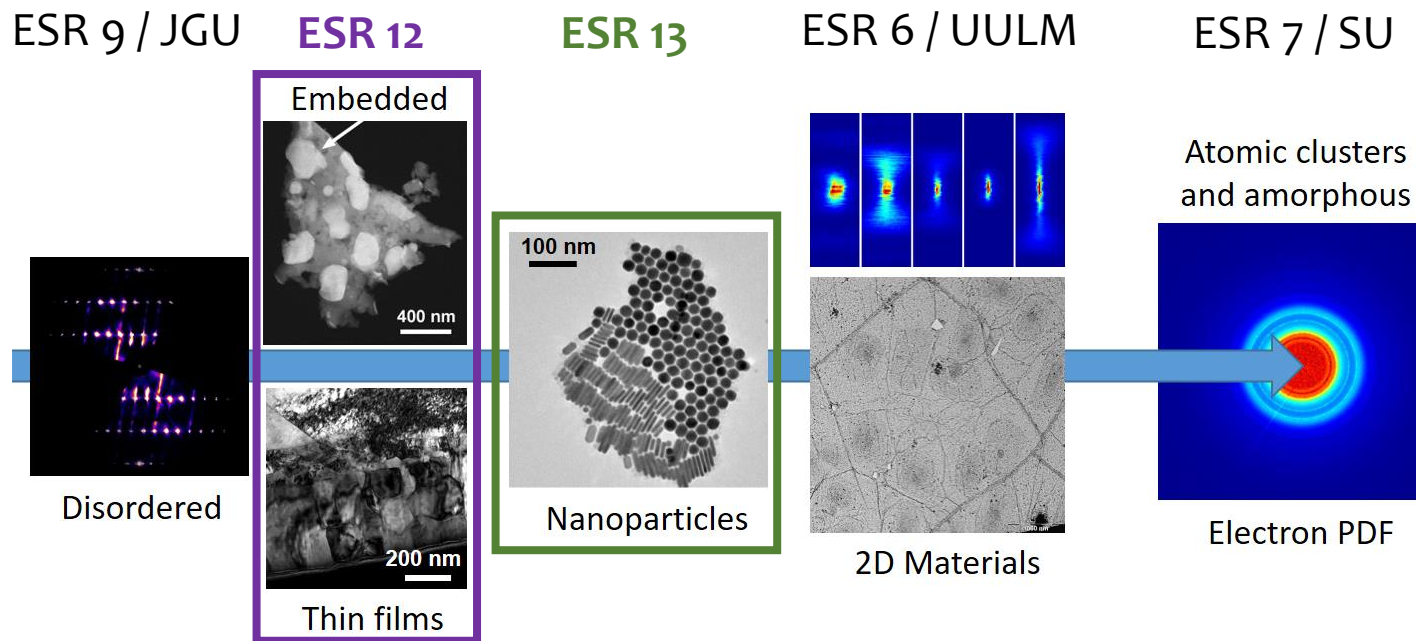 ESR 9 / JGU
ESR 12
ESR 13
ESR 6 / UULM
ESR 7 / SU
Embedded
400 nm
200 nm
Thin films
Disordered
100 nm
Nanoparticles
2D Materials
Atomic clusters
and amorphous
Electron PDF